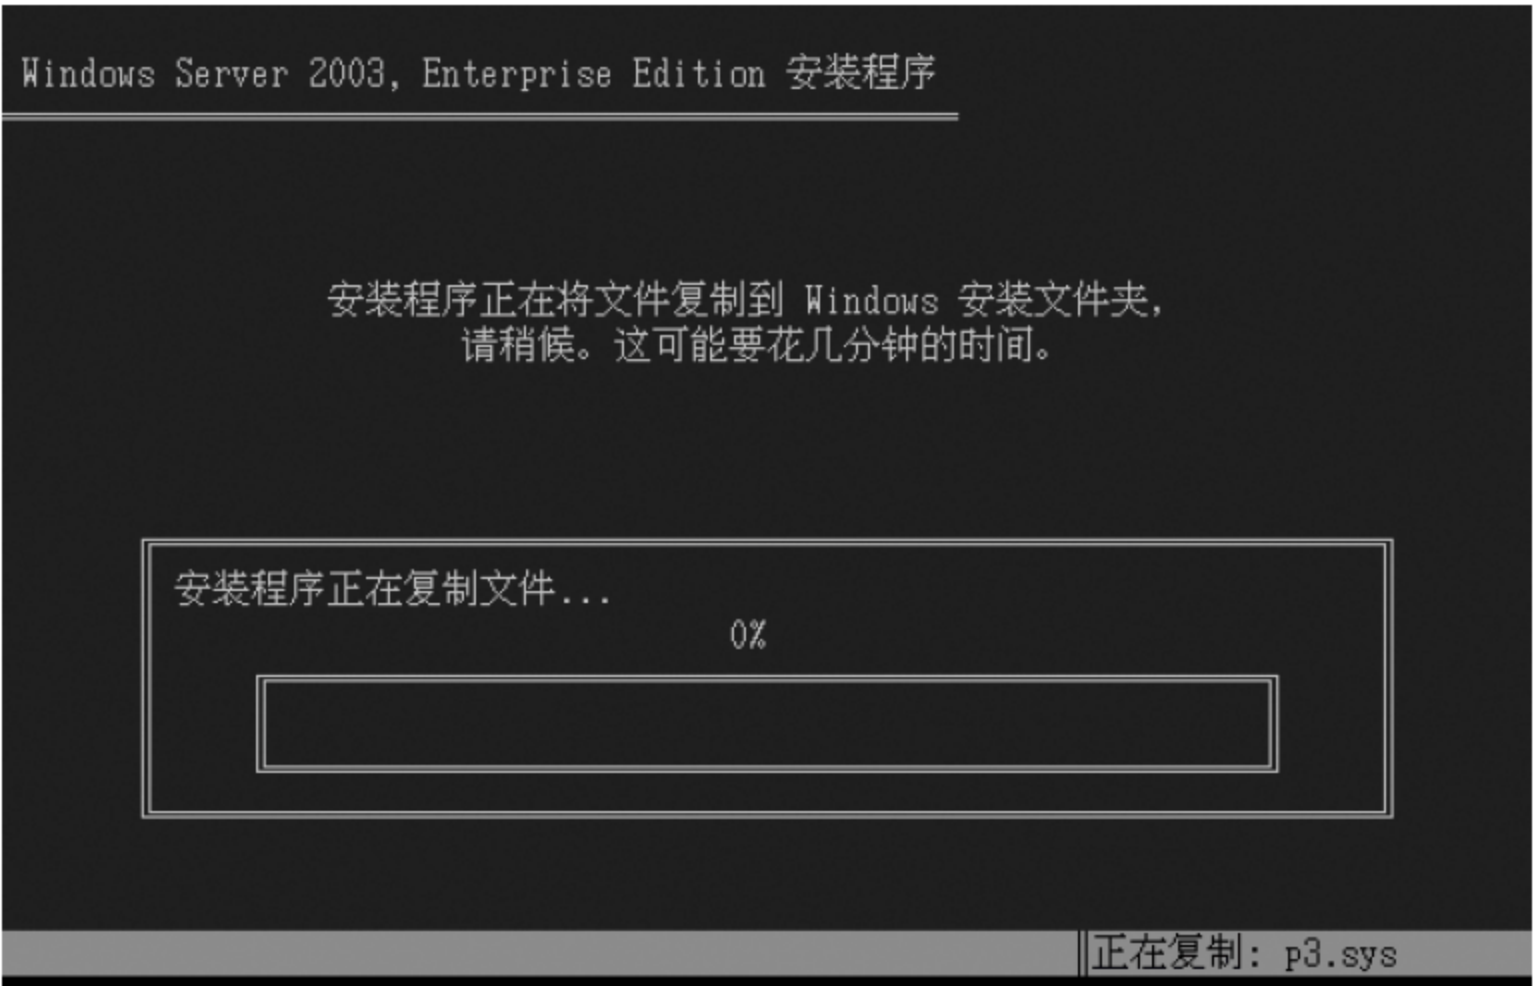 Windows Server 2003, Enterprise Edition 安装程序
安装程序正在将文件复制到 Windows 安装文件夹,
请稍候。这可能要花几分钟的时间。
安装程序正在复制文件...
0%
正在复制: p3.sys